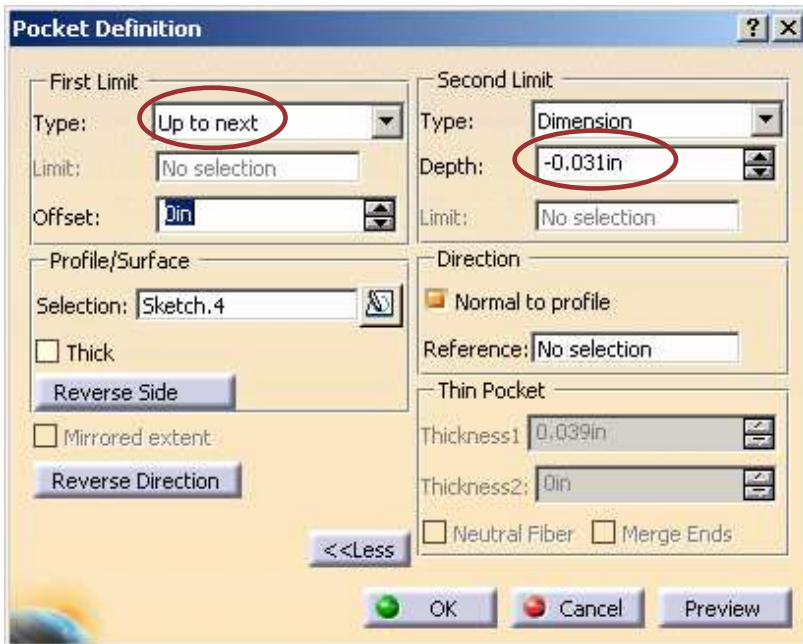 Pocket Definition
First Limit
Type: Up to next
Limit: No selection
Offset: 0in
Profile/Surface
Selection: Sketch.4
Thick
Reverse Side
Mirrored extent
Reverse Direction
<<Less
Second Limit
Type: Dimension
Depth: -0.031in
Limit: No selection
Direction
Normal to profile
Reference: No selection
Thin Pocket
Thickness1 0.039in
Thickness2: 0in
Neutral Fiber Merge Ends
OK Cancel Preview